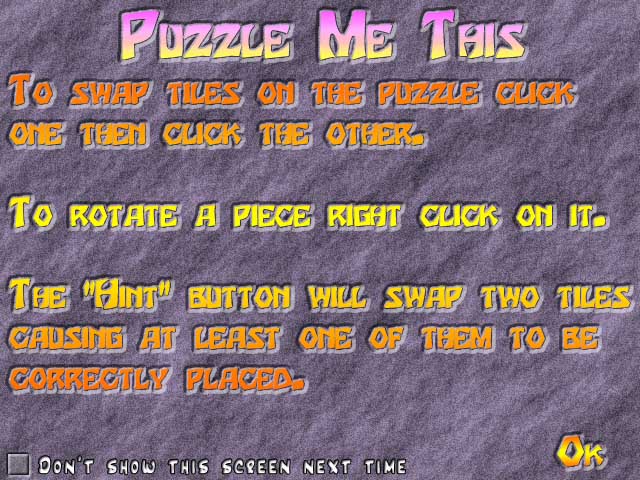 Puzzle Me This
To swap tiles on the puzzle click
one then click the other.
To rotate a piece right click on it.
The "Hint" button will swap two tiles
causing at least one of them to be
correctly placed.
Don't show this screen next time
Ok